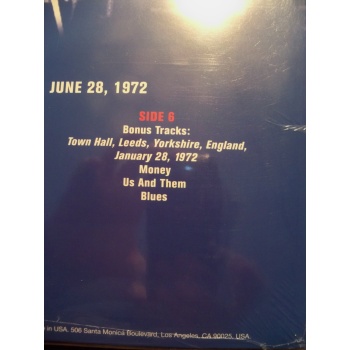 JUNE 28, 1972
SIDE 6
Bonus Tracks:
Town Hall, Leeds, Yorkshire, England,
January 28, 1972
Money
Us And Them
Blues
in USA. 506 Santa Monica Boulevard, Los Angeles, CA 90025, USA.